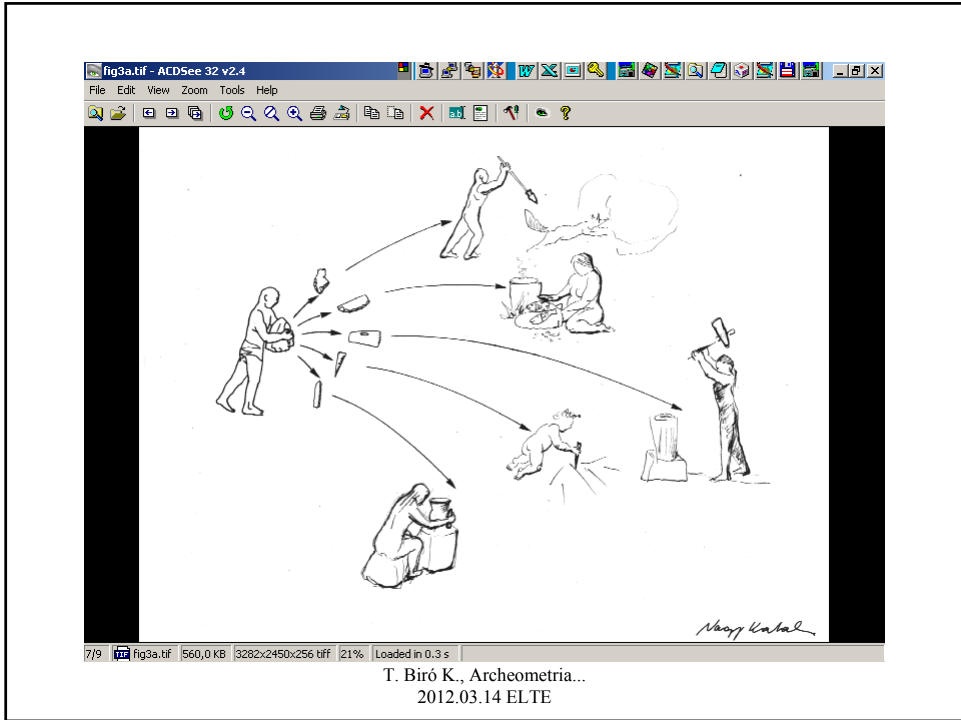 fig3a.tif - ACDSee 32 v2.4
File Edit View Zoom Tools Help
7/9 fig3a.tif 560,0 KB 3282x2450x256 tiff 21% Loaded in 0.3 s
T. Biró K., Archeometria...
2012.03.14 ELTE